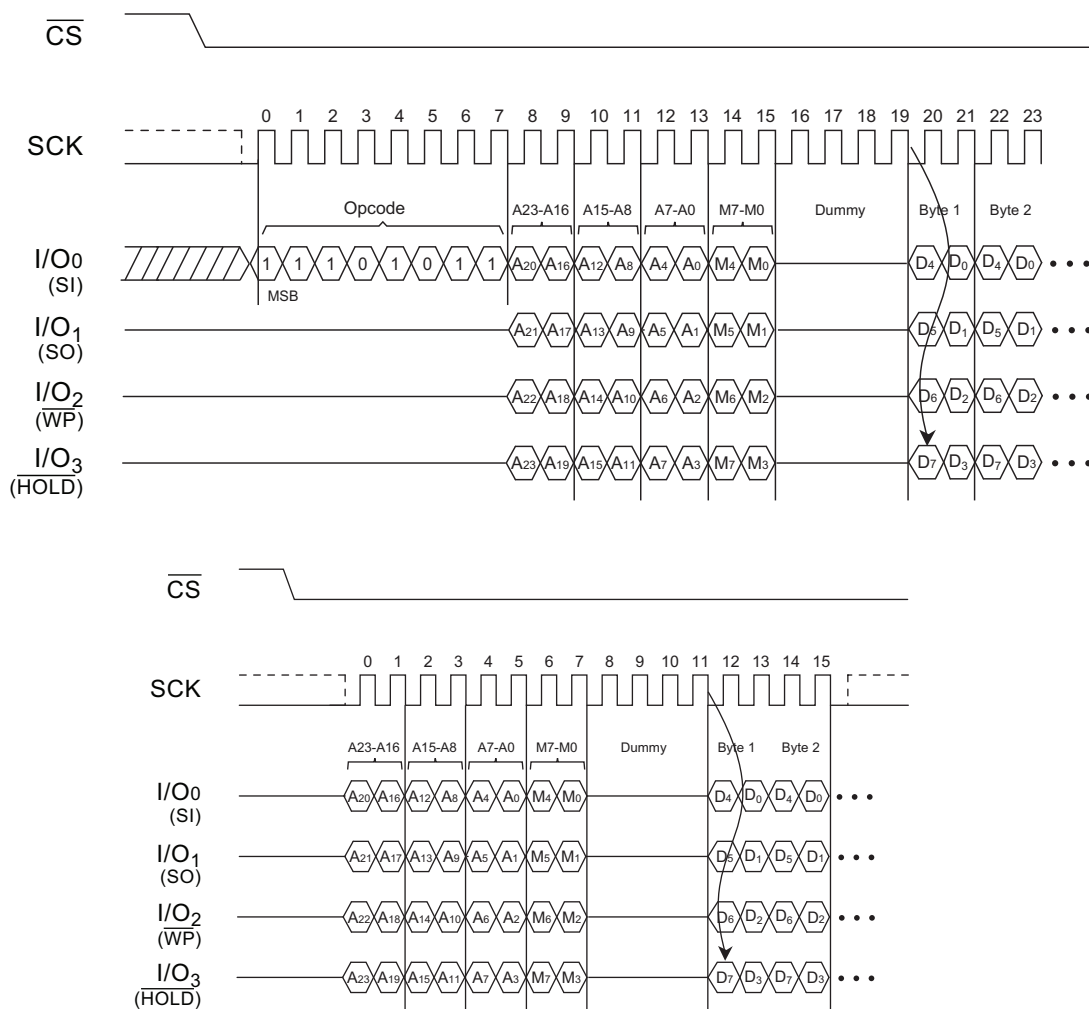 CS
0 1 2 3 4 5 6 7 8 9 10 11 12 13 14 15 16 17 18 19 20 21 22 23
SCK
Opcode A23-A16 A15-A8 A7-A0 M7-M0 Dummy Byte 1 Byte 2
I/O0 1 1 1 0 1 0 1 1 A20 A16 A12 A8 A4 A0 M4 M0 D4 D0 D4 D0 • • •
(SI)
MSB
I/O1 A21 A17 A13 A9 A5 A1 M5 M1 D5 D1 D5 D1 • • •
(SO)
I/O2 A22 A18 A14 A10 A6 A2 M6 M2 D6 D2 D6 D2 • • •
(WP)
I/O3 A23 A19 A15 A11 A7 A3 M7 M3 D7 D3 D7 D3 • • •
(HOLD)
CS
0 1 2 3 4 5 6 7 8 9 10 11 12 13 14 15
SCK
A23-A16 A15-A8 A7-A0 M7-M0 Dummy Byte 1 Byte 2
I/O0 A20 A16 A12 A8 A4 A0 M4 M0 D4 D0 D4 D0 • • •
(SI)
I/O1 A21 A17 A13 A9 A5 A1 M5 M1 D5 D1 D5 D1 • • •
(SO)
I/O2 A22 A18 A14 A10 A6 A2 M6 M2 D6 D2 D6 D2 • • •
(WP)
I/O3 A23 A19 A15 A11 A7 A3 M7 M3 D7 D3 D7 D3 • • •
(HOLD)